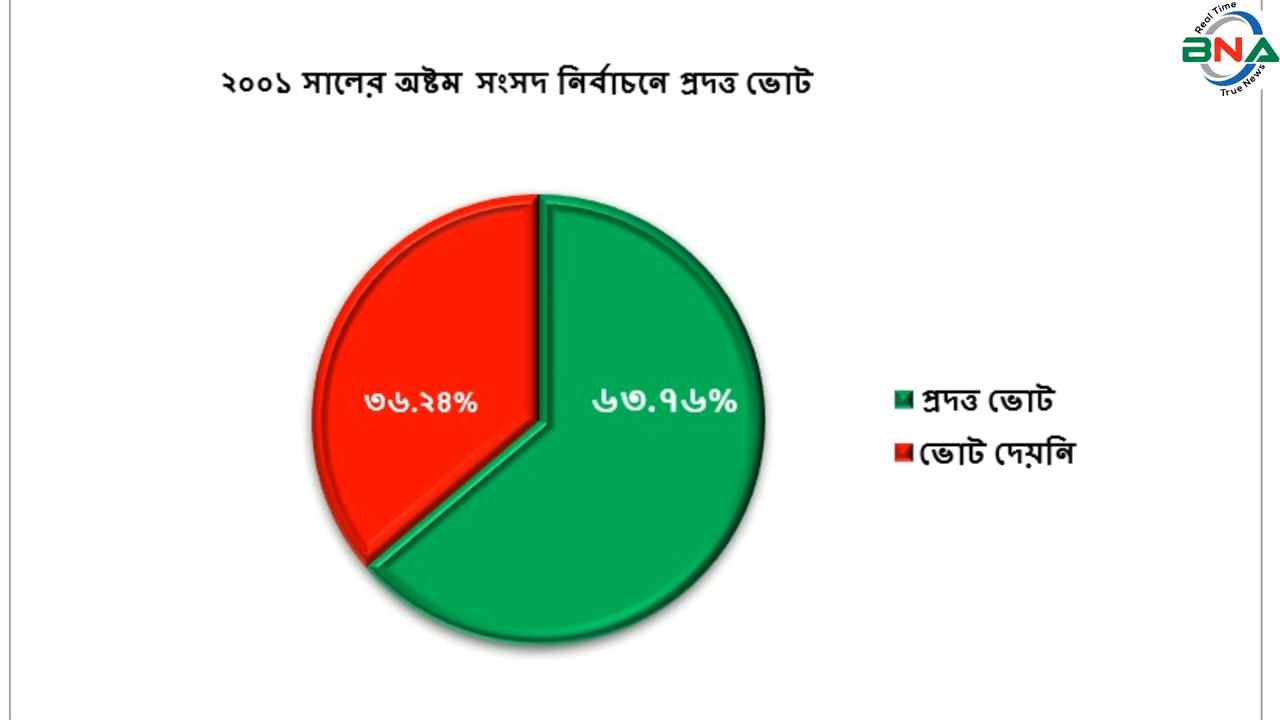 Real Time
BNA
True News
২০০১ সালের অষ্টম সংসদ নির্বাচনে প্রদত্ত ভোট
৩৬.২৪%
৬৩.৭৬%
প্রদত্ত ভোট
ভোট দেয়নি